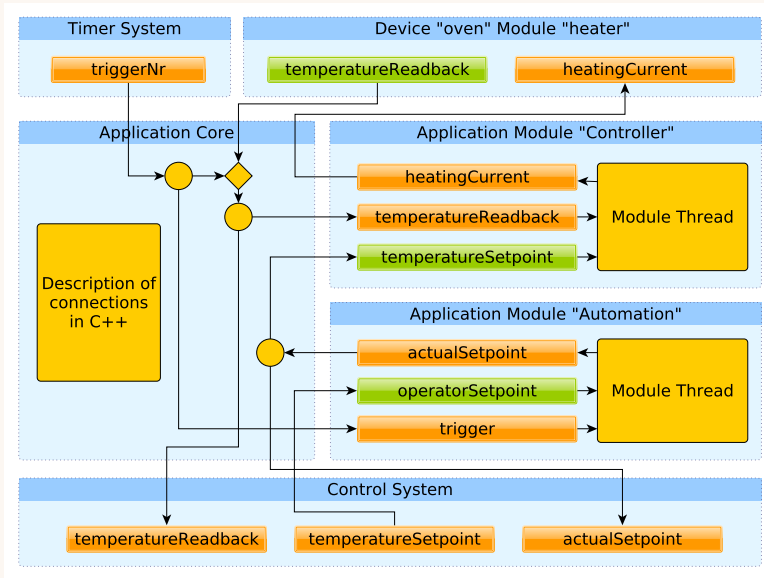 Timer System
triggerNr
Device "oven" Module "heater"
temperatureReadback
heatingCurrent
Application Core
Description of
connections
in C++
Application Module "Controller"
heatingCurrent
temperatureReadback
temperatureSetpoint
Module Thread
Application Module "Automation"
actualSetpoint
operatorSetpoint
trigger
Module Thread
Control System
temperatureReadback
temperatureSetpoint
actualSetpoint